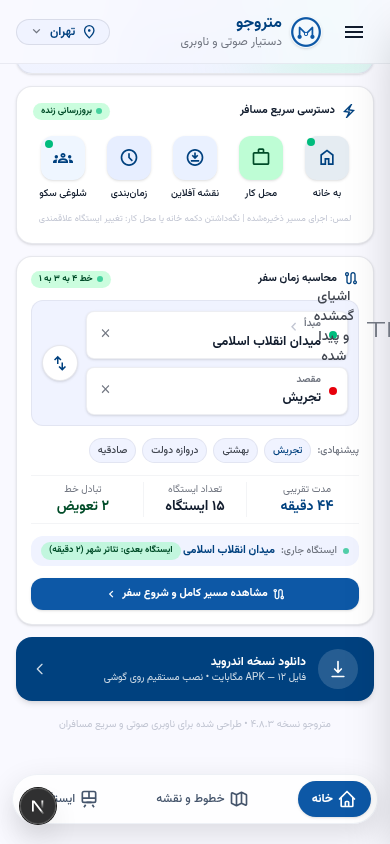 متروجو
دستیار صوتی و ناوبری
تهران
دسترسی سریع مسافر
بروزرسانی زنده
به خانه
محل کار
نقشه آفلاین
زمان‌بندی
شلوغی سکو
لمس: اجرای مسیر ذخیره‌شده | نگه‌داشتن دکمه خانه یا محل کار: تغییر ایستگاه علاقمندی
محاسبه زمان سفر
خط ۴ به ۳ به ۱
اشیای
گمشده
و پیدا
شده
مبدأ
میدان انقلاب اسلامی
مقصد
تجریش
پیشنهادی:
تجریش
بهشتی
دروازه دولت
صادقیه
مدت تقریبی
۴۴ دقیقه
تعداد ایستگاه
۱۵ ایستگاه
تبادل خط
۲ تعویض
ایستگاه جاری: میدان انقلاب اسلامی
ایستگاه بعدی: تئاتر شهر (۲ دقیقه)
مشاهده مسیر کامل و شروع سفر
دانلود نسخه اندروید
فایل APK — ۱۲ مگابایت • نصب مستقیم روی گوشی
متروجو نسخه ۴.۸.۳ • طراحی شده برای ناوبری صوتی و سریع مسافران
خانه
خطوط و نقشه
N